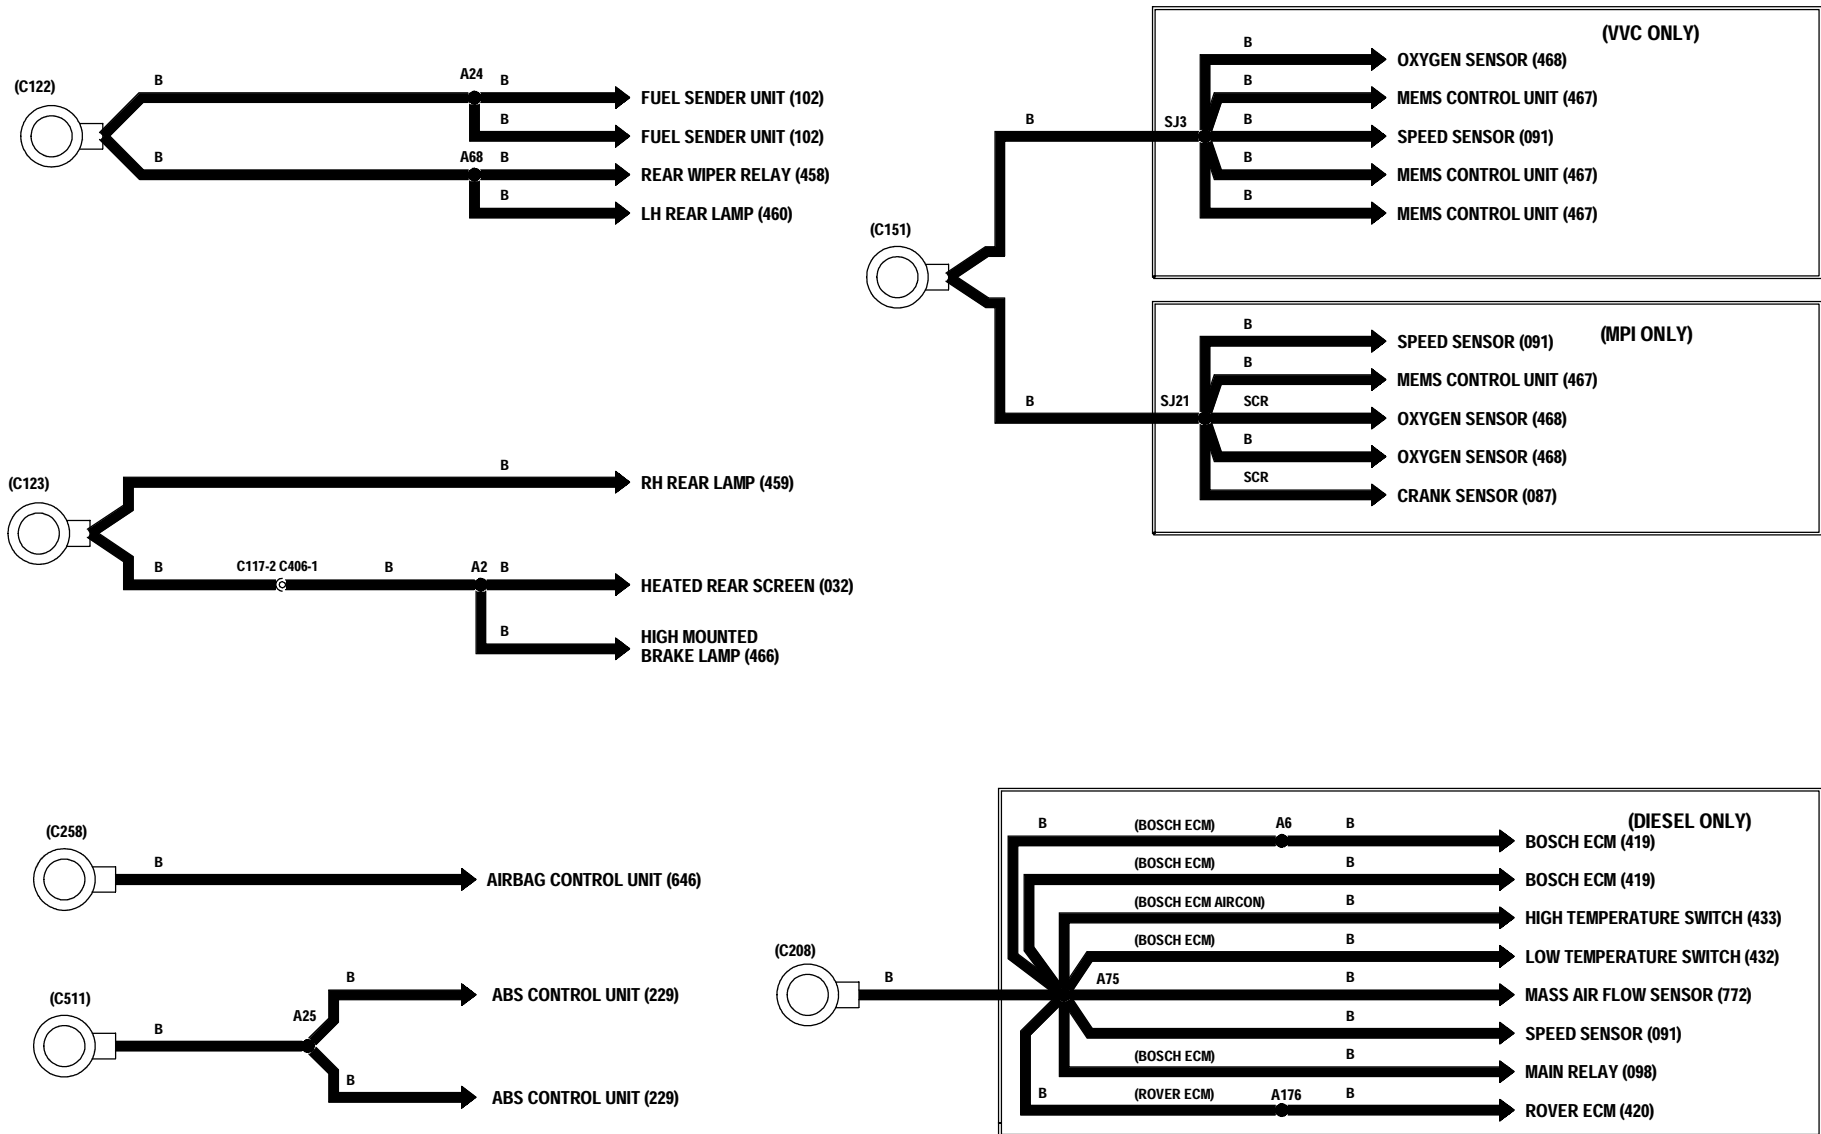 (C122)
B
A24
B
FUEL SENDER UNIT (102)
B
FUEL SENDER UNIT (102)
B
A68
B
REAR WIPER RELAY (458)
B
LH REAR LAMP (460)
(C123)
B
RH REAR LAMP (459)
B
C117-2 C406-1
B
A2
B
HEATED REAR SCREEN (032)
B
HIGH MOUNTED
BRAKE LAMP (466)
(C151)
B
SJ3
(VVC ONLY)
B
OXYGEN SENSOR (468)
B
MEMS CONTROL UNIT (467)
B
SPEED SENSOR (091)
B
MEMS CONTROL UNIT (467)
B
MEMS CONTROL UNIT (467)
B
SJ21
(MPI ONLY)
B
SPEED SENSOR (091)
B
MEMS CONTROL UNIT (467)
SCR
OXYGEN SENSOR (468)
B
OXYGEN SENSOR (468)
SCR
CRANK SENSOR (087)
(C258)
B
AIRBAG CONTROL UNIT (646)
(C511)
B
A25
B
ABS CONTROL UNIT (229)
B
ABS CONTROL UNIT (229)
(C208)
B
A75
(DIESEL ONLY)
B
(BOSCH ECM)
A6
B
BOSCH ECM (419)
(BOSCH ECM)
B
BOSCH ECM (419)
(BOSCH ECM AIRCON)
B
HIGH TEMPERATURE SWITCH (433)
(BOSCH ECM)
B
LOW TEMPERATURE SWITCH (432)
B
MASS AIR FLOW SENSOR (772)
B
SPEED SENSOR (091)
(BOSCH ECM)
B
MAIN RELAY (098)
B
(ROVER ECM)
A176
B
ROVER ECM (420)